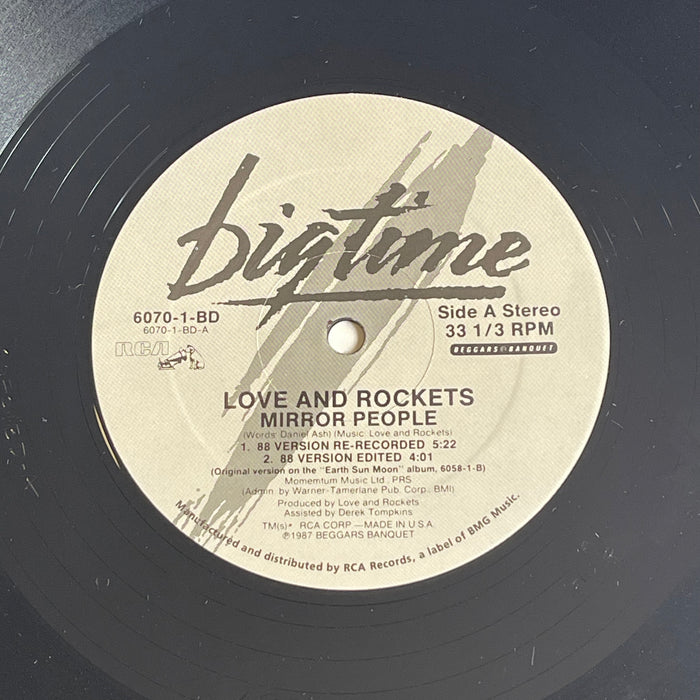 bigtime
6070-1-BD
6070-1-BD-A
RCA
Side A Stereo
33 1/3 RPM
BEGGARS BANQUET
LOVE AND ROCKETS
MIRROR PEOPLE
(Words: Daniel Ash) (Music: Love and Rockets)
1. 88 VERSION RE-RECORDED 5:22
2. 88 VERSION EDITED 4:01
(Original version on the "Earth Sun Moon" album, 6058-1-B)
Momemtum Music Ltd., PRS
(Admin. by Warner-Tamerlane Pub. Corp., BMI)
Produced by Love and Rockets
Assisted by Derek Tompkins
TM(s)® RCA CORP.—MADE IN U.S.A.
℗1987 BEGGARS BANQUET
Manufactured and distributed by RCA Records, a label of BMG Music.